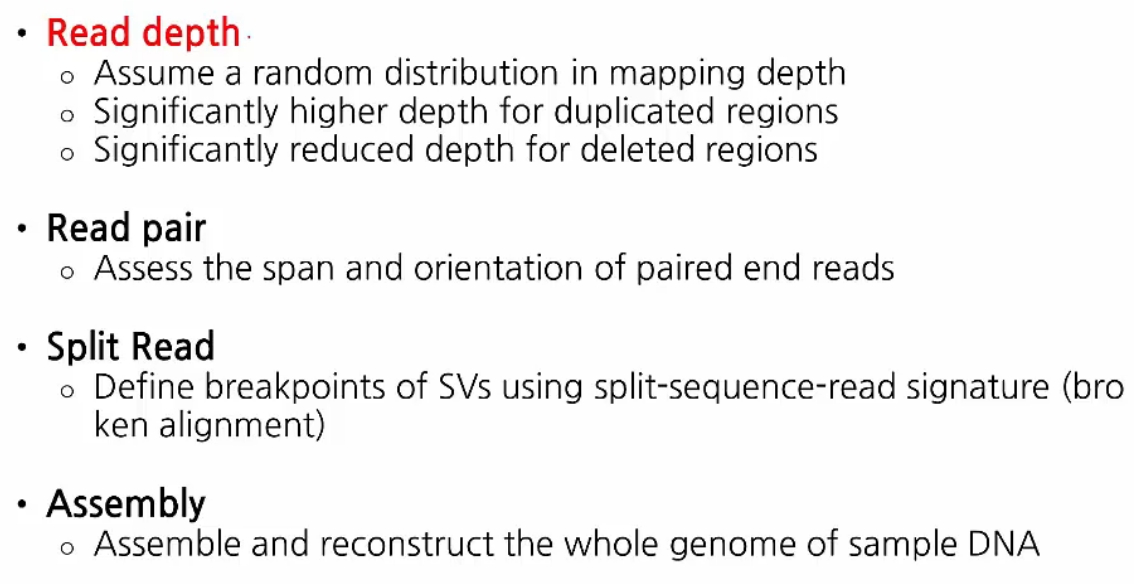 • Read depth
○ Assume a random distribution in mapping depth
○ Significantly higher depth for duplicated regions
○ Significantly reduced depth for deleted regions
• Read pair
○ Assess the span and orientation of paired end reads
• Split Read
○ Define breakpoints of SVs using split-sequence-read signature (bro
ken alignment)
• Assembly
○ Assemble and reconstruct the whole genome of sample DNA